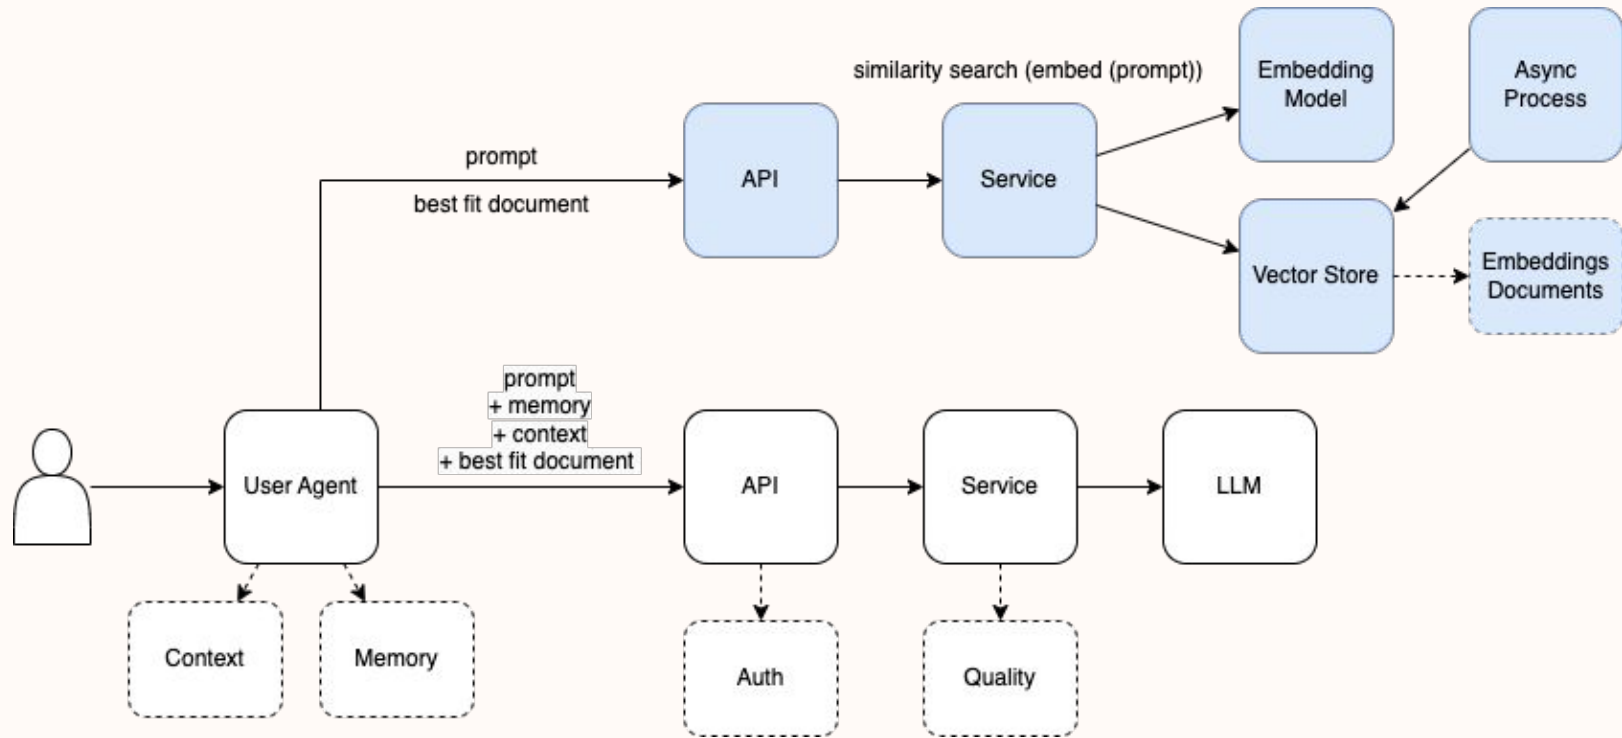 similarity search (embed (prompt))
Embedding
Model
Async
Process
prompt
best fit document
API
Service
Vector Store
Embeddings
Documents
prompt
+ memory
+ context
+ best fit document
User Agent
API
Service
LLM
Context
Memory
Auth
Quality